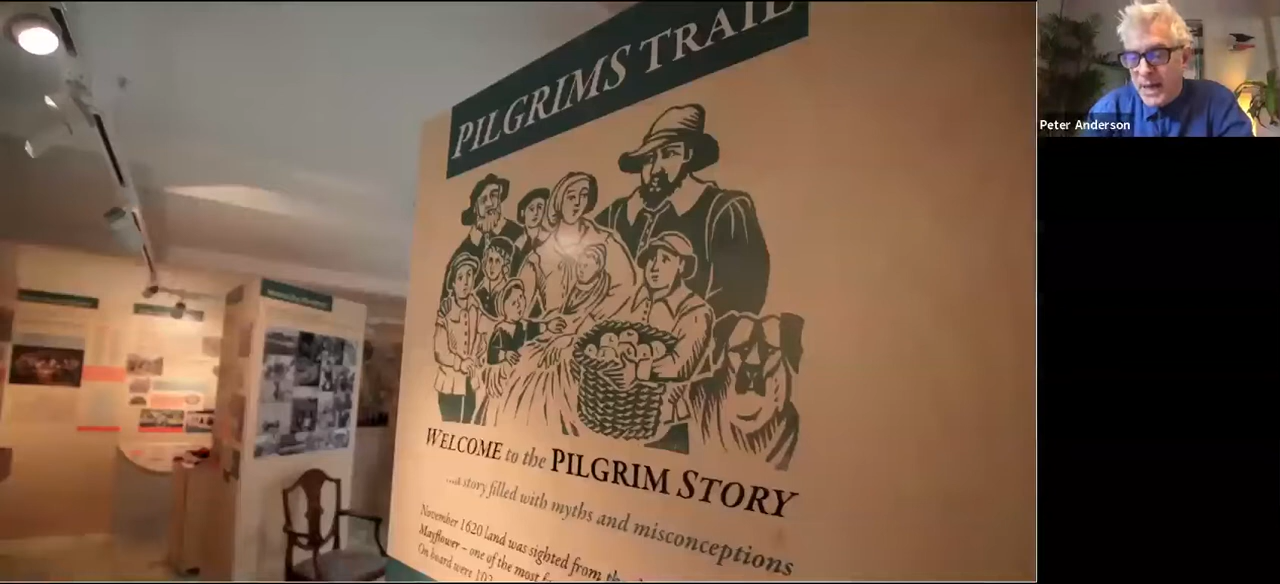 PILGRIMS TRAIL
WELCOME to the PILGRIM STORY
...a story filled with myths and misconceptions
November 1620 land was sighted from the
Mayflower – one of the most
On board were 102
Peter Anderson